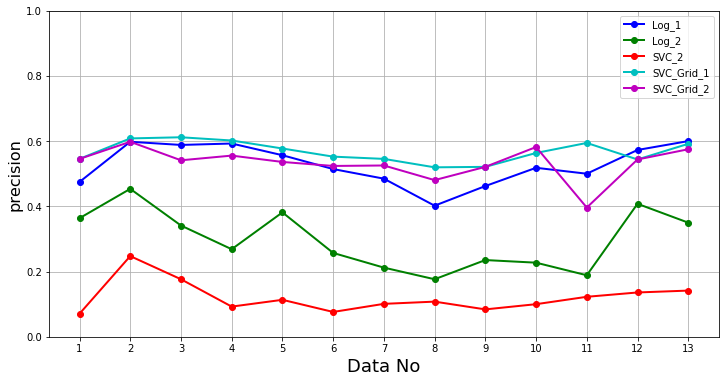 1.0
0.8
0.6
0.4
0.2
0.0
precision
1 2 3 4 5 6 7 8 9 10 11 12 13
Data No
Log_1
Log_2
SVC_2
SVC_Grid_1
SVC_Grid_2